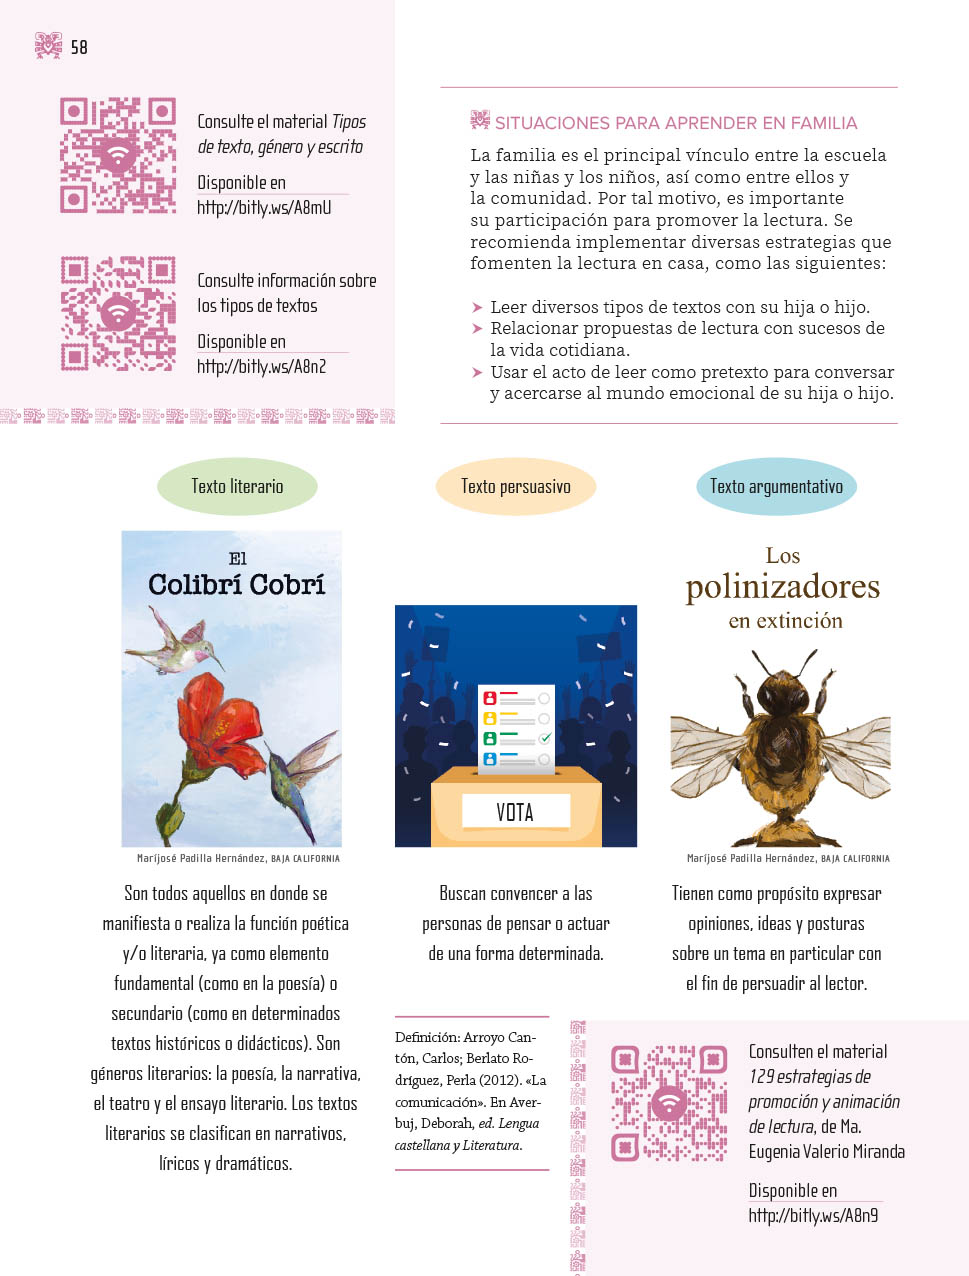 58
Consulte el material Tipos
de texto, género y escrito
Disponible en
http://bitly.ws/A8mU
Consulte información sobre
los tipos de textos
Disponible en
http://bitly.ws/A8n2
SITUACIONES PARA APRENDER EN FAMILIA
La familia es el principal vínculo entre la escuela
y las niñas y los niños, así como entre ellos y
la comunidad. Por tal motivo, es importante
su participación para promover la lectura. Se
recomienda implementar diversas estrategias que
fomenten la lectura en casa, como las siguientes:
➤ Leer diversos tipos de textos con su hija o hijo.
➤ Relacionar propuestas de lectura con sucesos de
la vida cotidiana.
➤ Usar el acto de leer como pretexto para conversar
y acercarse al mundo emocional de su hija o hijo.
Texto literario
El
Colibrí Cobrí
Maríjosé Padilla Hernández, BAJA CALIFORNIA
Son todos aquellos en donde se
manifiesta o realiza la función poética
y/o literaria, ya como elemento
fundamental (como en la poesía) o
secundario (como en determinados
textos históricos o didácticos). Son
géneros literarios: la poesía, la narrativa,
el teatro y el ensayo literario. Los textos
literarios se clasifican en narrativos,
líricos y dramáticos.
Texto persuasivo
VOTA
Buscan convencer a las
personas de pensar o actuar
de una forma determinada.
Definición: Arroyo Can-
tón, Carlos; Berlato Ro-
dríguez, Perla (2012). «La
comunicación». En Aver-
buj, Deborah, ed. Lengua
castellana y Literatura.
Texto argumentativo
Los
polinizadores
en extinción
Maríjosé Padilla Hernández, BAJA CALIFORNIA
Tienen como propósito expresar
opiniones, ideas y posturas
sobre un tema en particular con
el fin de persuadir al lector.
Consulten el material
129 estrategias de
promoción y animación
de lectura, de Ma.
Eugenia Valerio Miranda
Disponible en
http://bitly.ws/A8n9